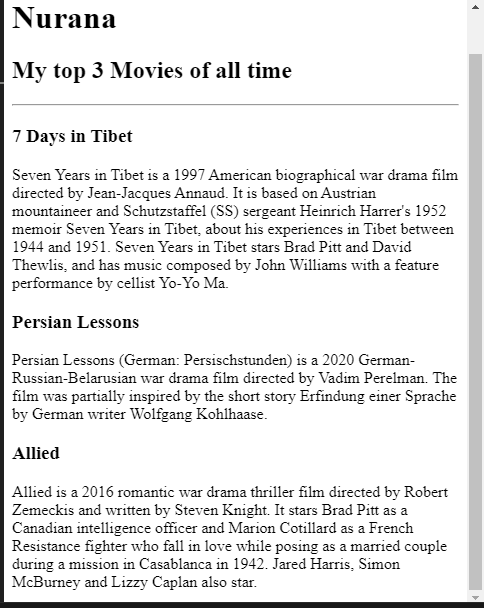 Nurana
My top 3 Movies of all time
7 Days in Tibet
Seven Years in Tibet is a 1997 American biographical war drama film
directed by Jean-Jacques Annaud. It is based on Austrian
mountaineer and Schutzstaffel (SS) sergeant Heinrich Harrer's 1952
memoir Seven Years in Tibet, about his experiences in Tibet between
1944 and 1951. Seven Years in Tibet stars Brad Pitt and David
Thewlis, and has music composed by John Williams with a feature
performance by cellist Yo-Yo Ma.
Persian Lessons
Persian Lessons (German: Persischstunden) is a 2020 German-
Russian-Belarusian war drama film directed by Vadim Perelman. The
film was partially inspired by the short story Erfindung einer Sprache
by German writer Wolfgang Kohlhaase.
Allied
Allied is a 2016 romantic war drama thriller film directed by Robert
Zemeckis and written by Steven Knight. It stars Brad Pitt as a
Canadian intelligence officer and Marion Cotillard as a French
Resistance fighter who fall in love while posing as a married couple
during a mission in Casablanca in 1942. Jared Harris, Simon
McBurney and Lizzy Caplan also star.